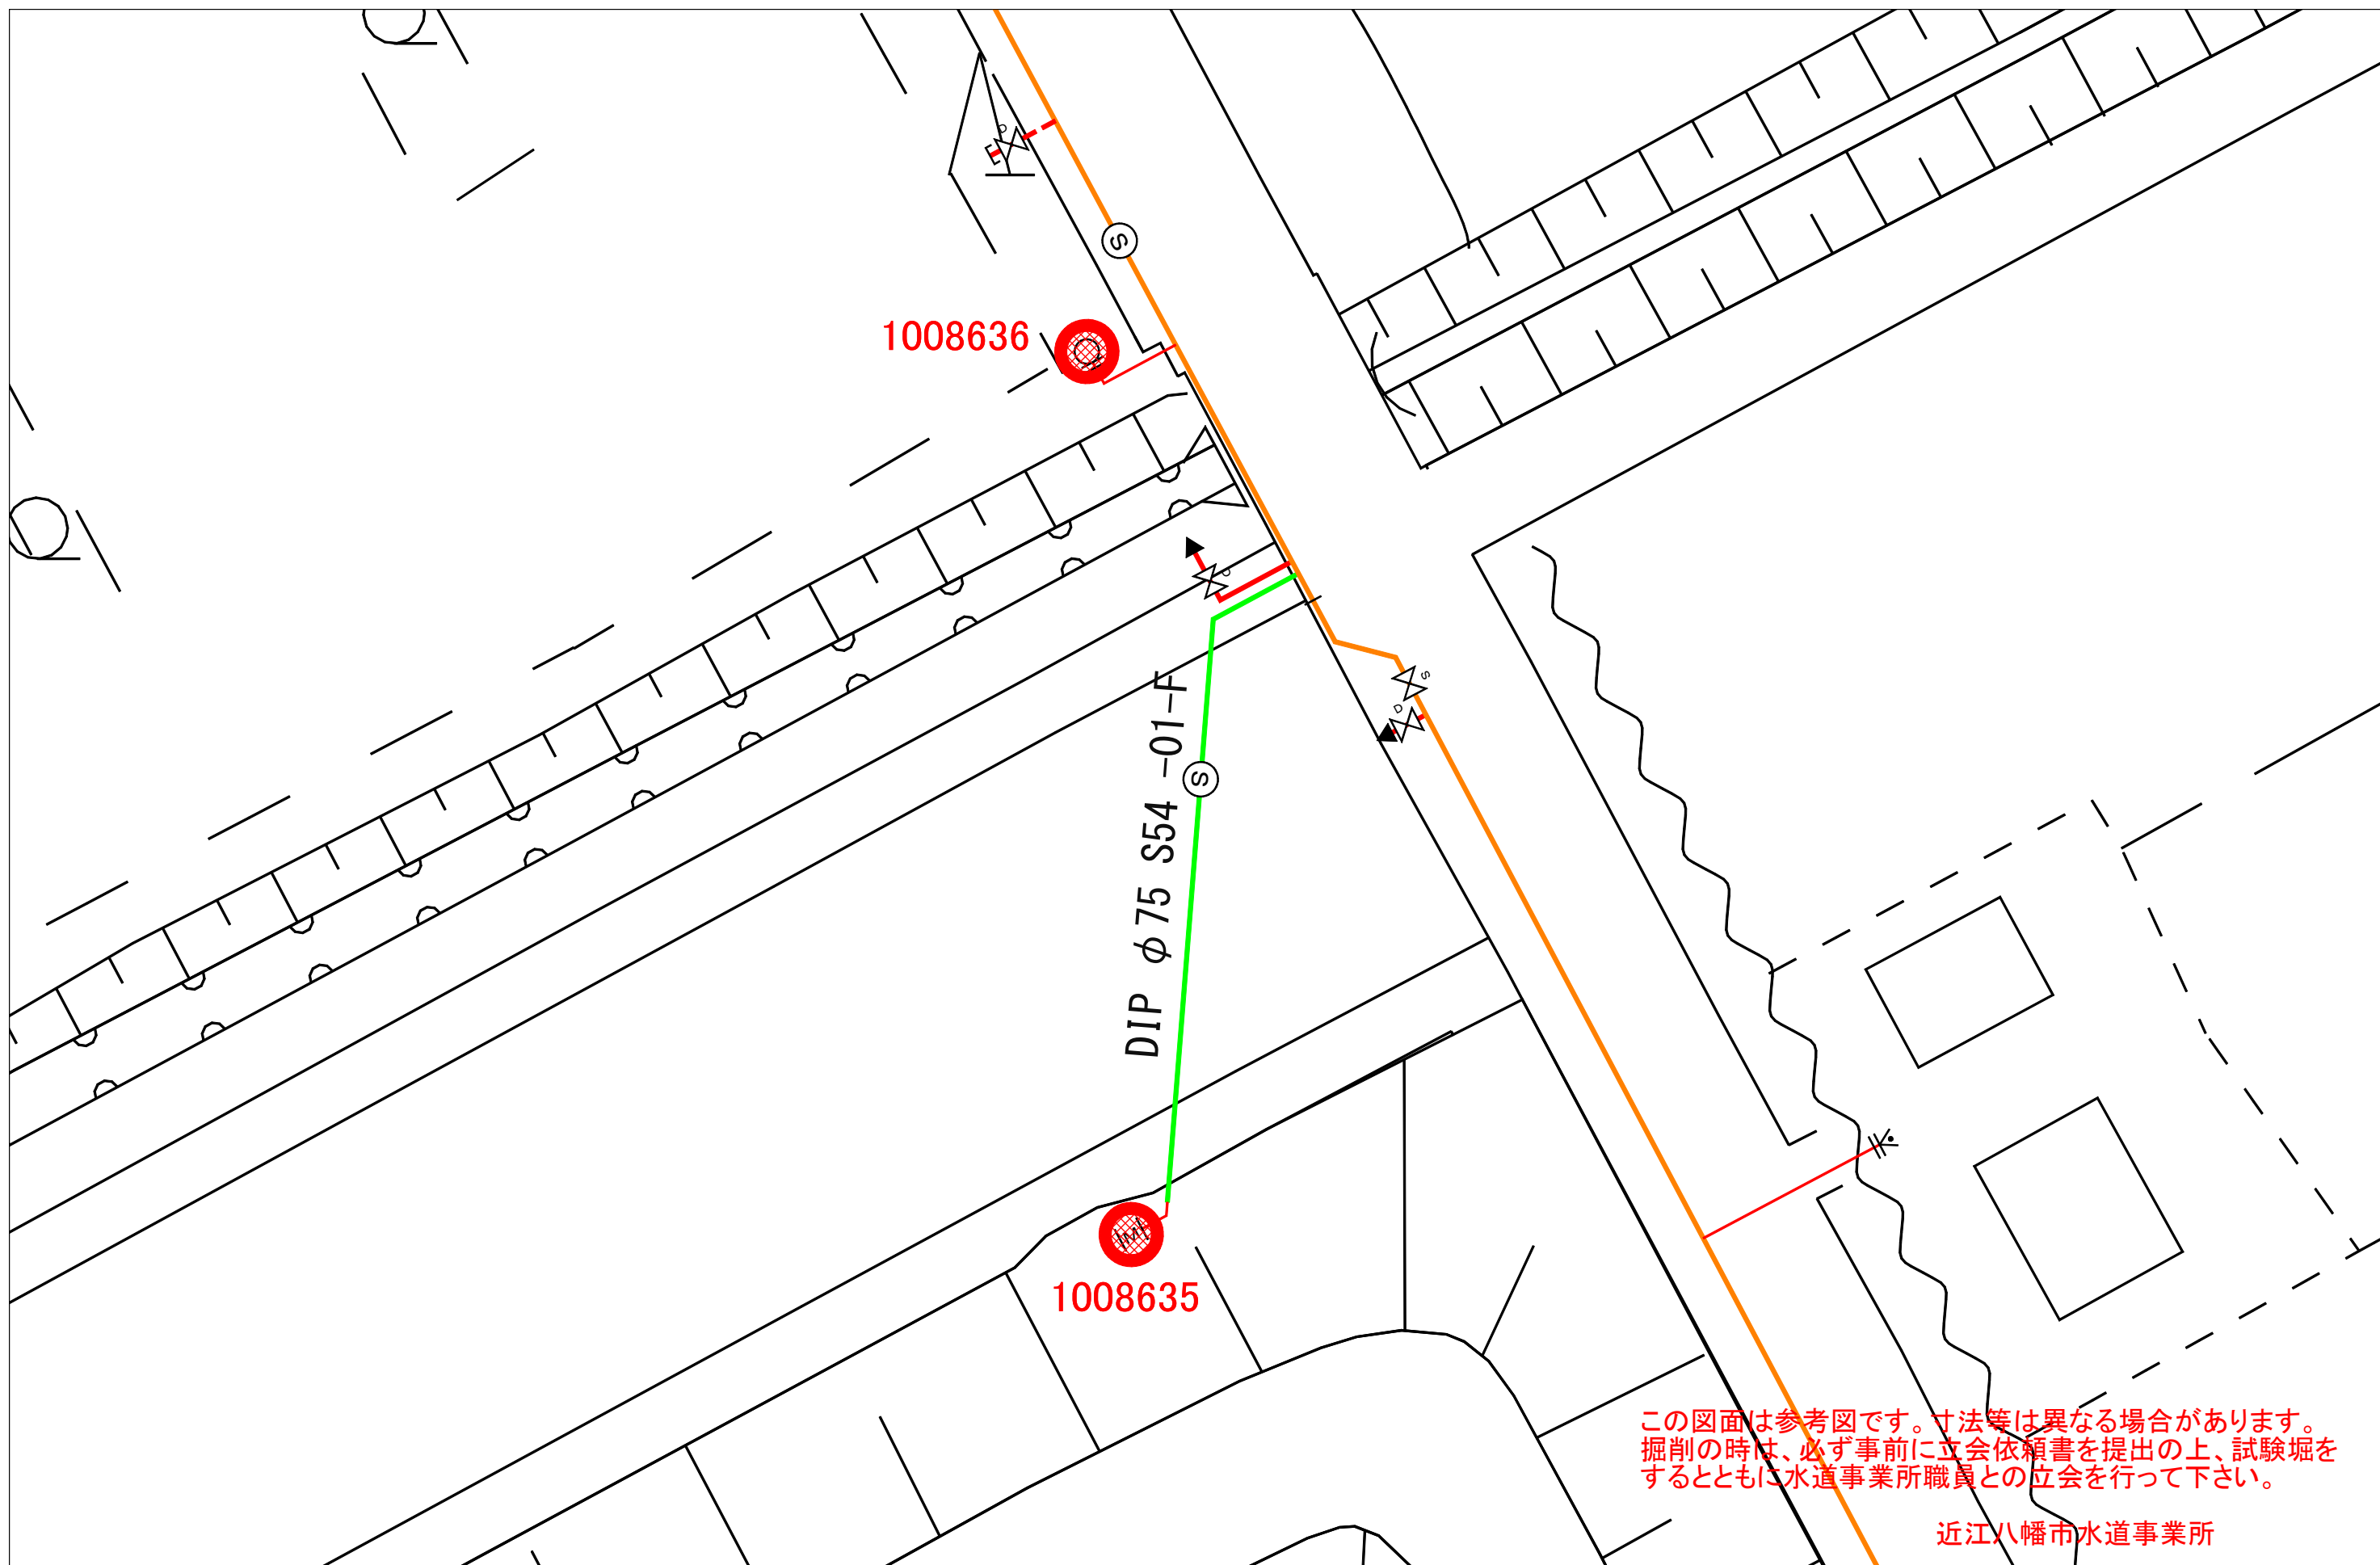 S
1008636
DIP φ75 S54 -01-F
S
S
D
1008635
この図面は参考図です。寸法等は異なる場合があります。
掘削の時は、必ず事前に立会依頼書を提出の上、試験堀を
するとともに水道事業所職員との立会を行って下さい。
近江八幡市水道事業所